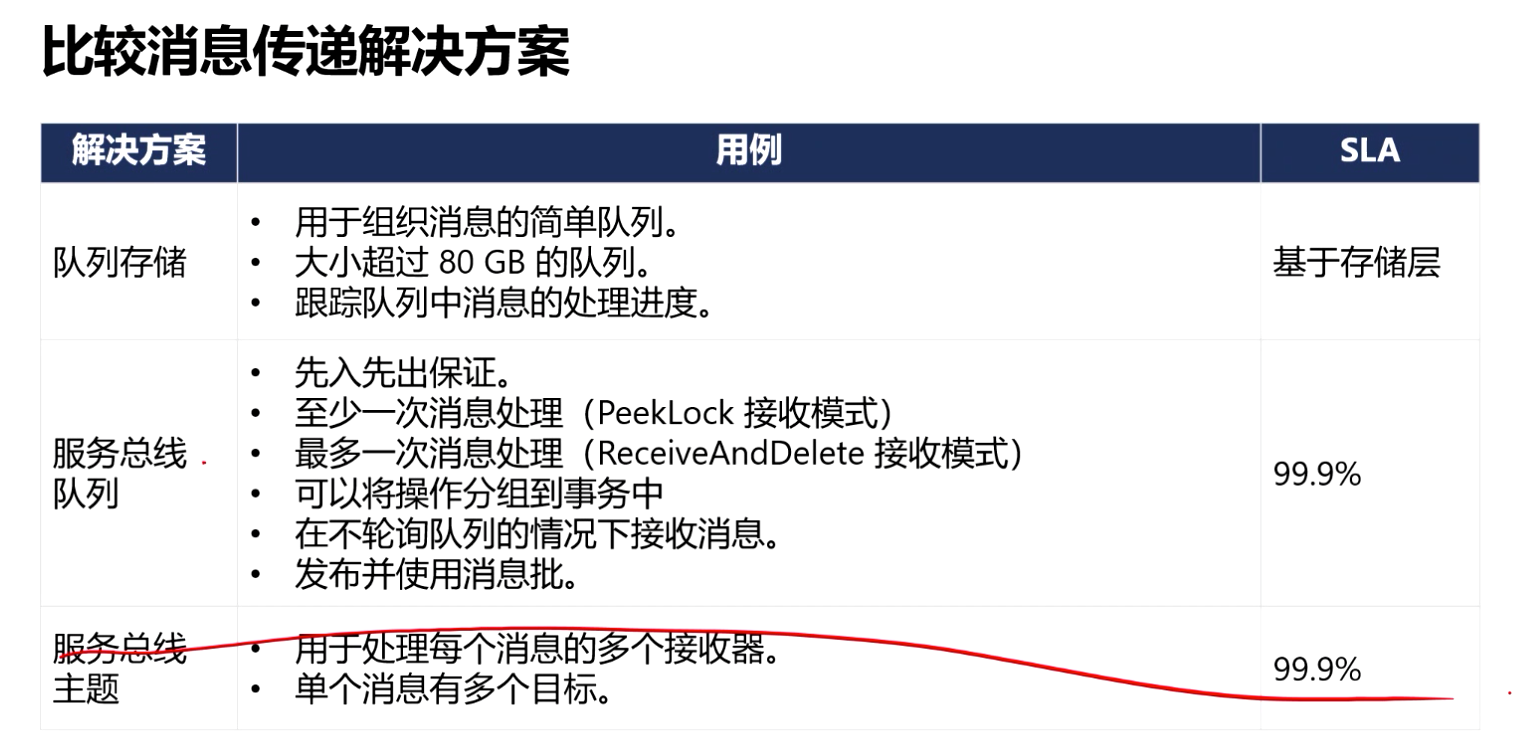 比较消息传递解决方案
解决方案 用例 SLA
队列存储
• 用于组织消息的简单队列。
• 大小超过 80 GB 的队列。
• 跟踪队列中消息的处理进度。
基于存储层
服务总线
队列
• 先入先出保证。
• 至少一次消息处理（PeekLock 接收模式）
• 最多一次消息处理（ReceiveAndDelete 接收模式）
• 可以将操作分组到事务中
• 在不轮询队列的情况下接收消息。
• 发布并使用消息批。
99.9%
服务总线
主题
• 用于处理每个消息的多个接收器。
• 单个消息有多个目标。
99.9%